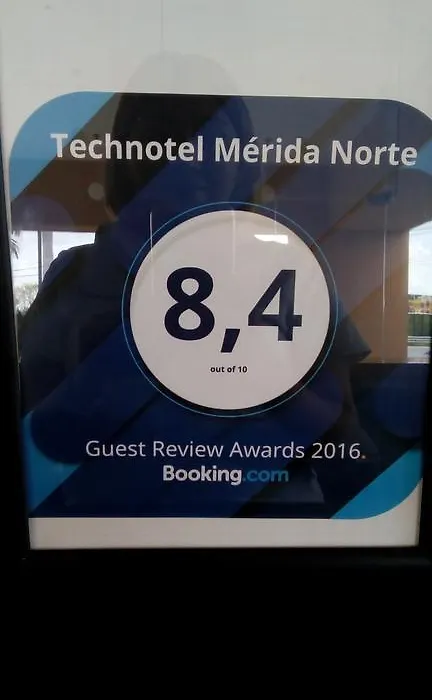 Technotel Mérida Norte
8,4
out of 10
Guest Review Awards 2016.
Booking.com